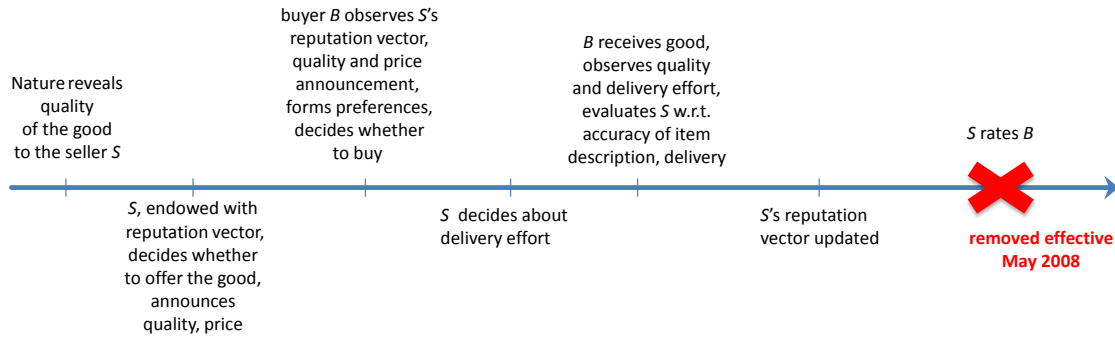 Nature reveals
quality
of the good
to the seller S
S, endowed with
reputation vector,
decides whether
to offer the good,
announces
quality, price
buyer B observes S's
reputation vector,
quality and price
announcement,
forms preferences,
decides whether
to buy
S decides about
delivery effort
B receives good,
observes quality
and delivery effort,
evaluates S w.r.t.
accuracy of item
description, delivery
S's reputation
vector updated
S rates B
removed effective
May 2008